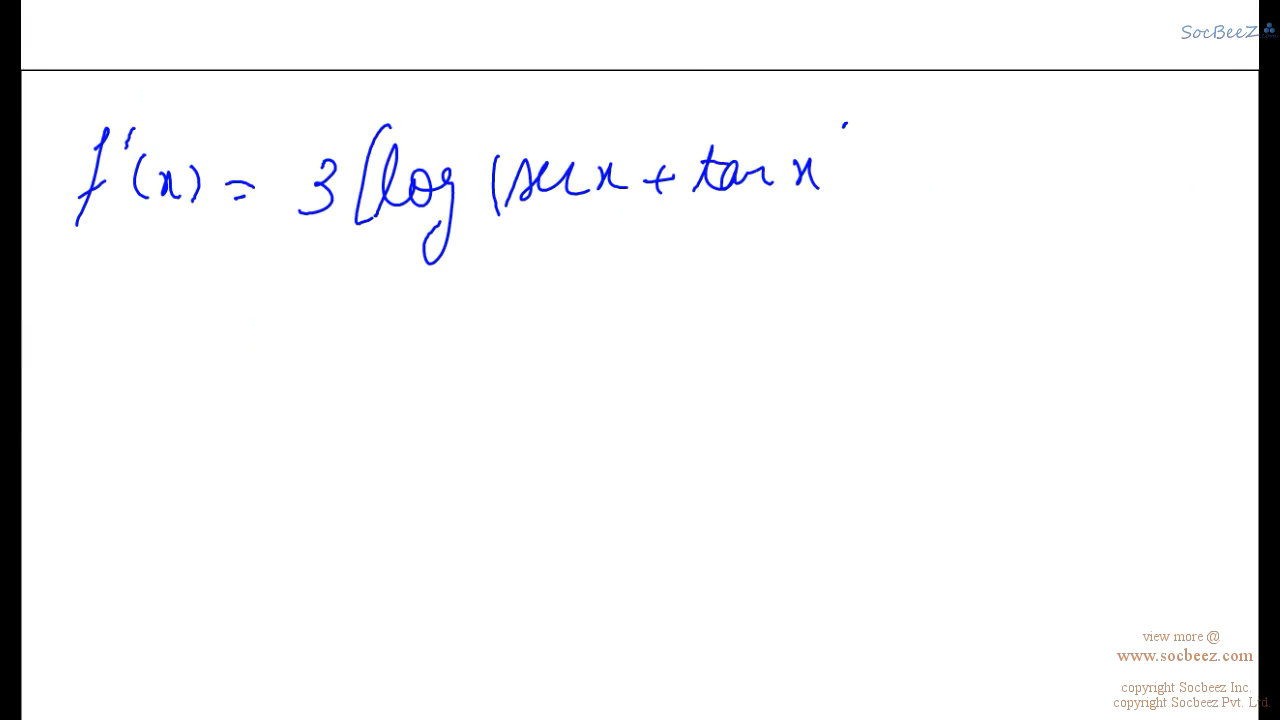 SocBeeZ
f'(x) = 3 [log (sec x + tan x
view more @
www.socbeez.com
copyright Socbeez Inc.
copyright Socbeez Pvt. Ltd.